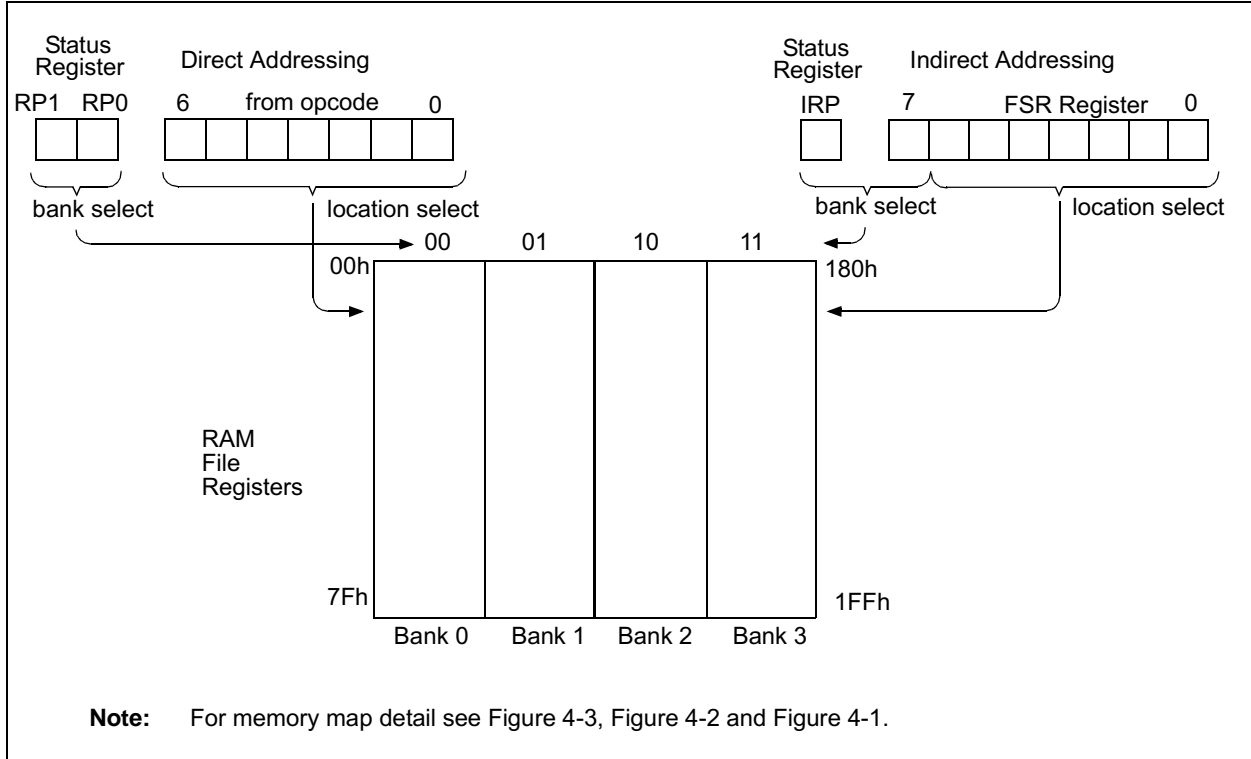 Status
Register
Direct Addressing
RP1 RP0
6 from opcode 0
bank select
location select
Status
Register
Indirect Addressing
IRP
7 FSR Register 0
bank select
location select
00 01 10 11
00h
180h
RAM
File
Registers
7Fh
1FFh
Bank 0 Bank 1 Bank 2 Bank 3
Note: For memory map detail see Figure 4-3, Figure 4-2 and Figure 4-1.